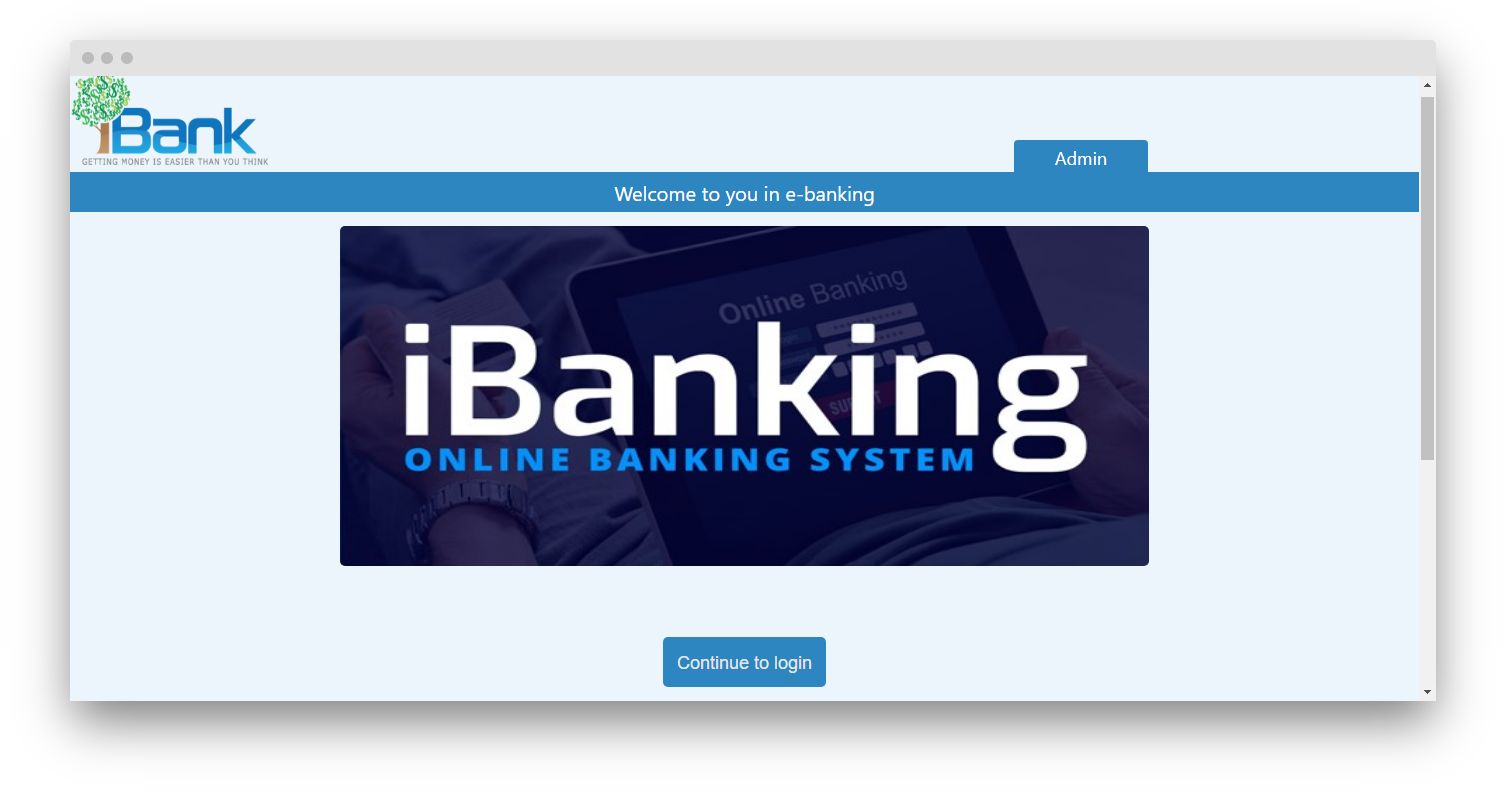 iBank
GETTING MONEY IS EASIER THAN YOU THINK
Admin
Welcome to you in e-banking
Online Banking
iBanking
ONLINE BANKING SYSTEM
Continue to login